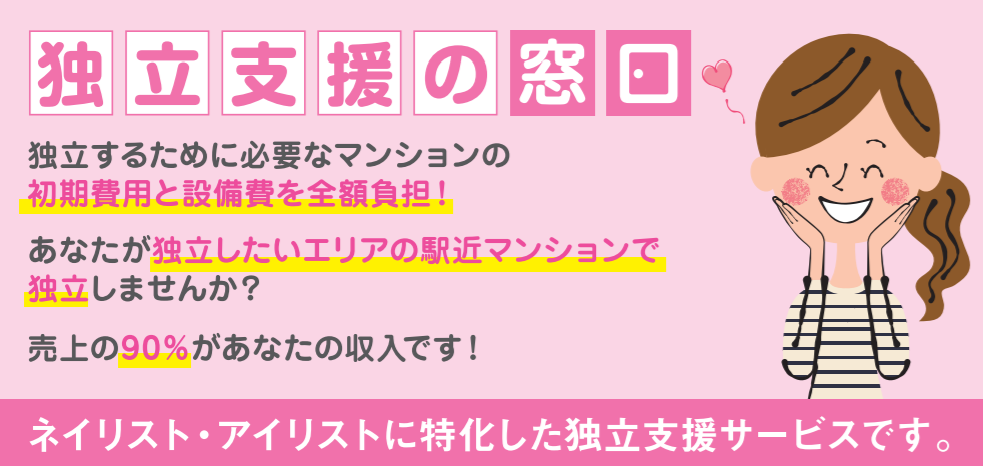 独立支援の窓口
独立するために必要なマンションの
初期費用と設備費を全額負担！
あなたが独立したいエリアの駅近マンションで
独立しませんか？
売上の90%があなたの収入です！
ネイリスト・アイリストに特化した独立支援サービスです。